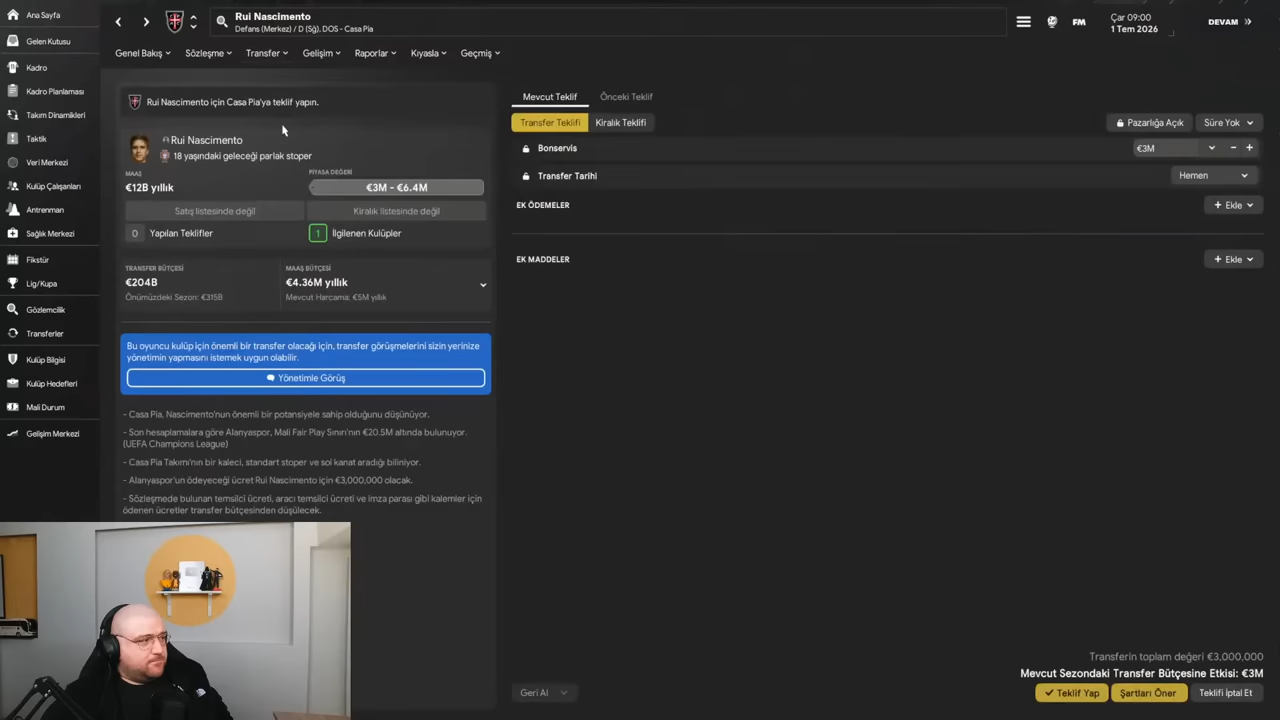 Ana Sayfa
Gelen Kutusu
Kadro
Kadro Planlaması
Takım Dinamikleri
Taktik
Veri Merkezi
Kulüp Çalışanları
Antrenman
Sağlık Merkezi
Fikstür
Lig/Kupa
Gözlemcilik
Transferler
Kulüp Bilgisi
Kulüp Hedefleri
Mali Durum
Gelişim Merkezi
Rui Nascimento
Defans (Merkez) / D (Sğ), DOS - Casa Pia
FM
Çar 09:00
1 Tem 2026
DEVAM
Genel Bakış
Sözleşme
Transfer
Gelişim
Raporlar
Kıyasla
Geçmiş
Rui Nascimento için Casa Pia'ya teklif yapın.
Rui Nascimento
18 yaşındaki geleceği parlak stoper
MAAŞ
€12B yıllık
PİYASA DEĞERİ
€3M - €6.4M
Satış listesinde değil
Kiralık listesinde değil
0 Yapılan Teklifler
1 İlgilenen Kulüpler
TRANSFER BÜTÇESİ
€204B
Önümüzdeki Sezon: €315B
MAAŞ BÜTÇESİ
€4.36M yıllık
Mevcut Harcama: €5M yıllık
Bu oyuncu kulüp için önemli bir transfer olacağı için, transfer görüşmelerini sizin yerinize
yönetimin yapmasını istemek uygun olabilir.
Yönetimle Görüş
- Casa Pia, Nascimento'nun önemli bir potansiyele sahip olduğunu düşünüyor.
- Son hesaplamalara göre Alanyaspor, Mali Fair Play Sınırı'nın €20.5M altında bulunuyor.
(UEFA Champions League)
- Casa Pia Takımı'nın bir kaleci, standart stoper ve sol kanat aradığı biliniyor.
- Alanyaspor'un ödeyeceği ücret Rui Nascimento için €3,000,000 olacak.
- Sözleşmede bulunan temsilci ücreti, aracı temsilci ücreti ve imza parası gibi kalemler için
ödenen ücretler transfer bütçesinden düşülecek.
Mevcut Teklif
Önceki Teklif
Transfer Teklifi
Kiralık Teklifi
Pazarlığa Açık
Süre Yok
Bonservis
€3M
Transfer Tarihi
Hemen
EK ÖDEMELER
+ Ekle
EK MADDELER
+ Ekle
Geri Al
Transferin toplam değeri €3,000,000
Mevcut Sezondaki Transfer Bütçesine Etkisi: €3M
Teklif Yap
Şartları Öner
Teklifi İptal Et